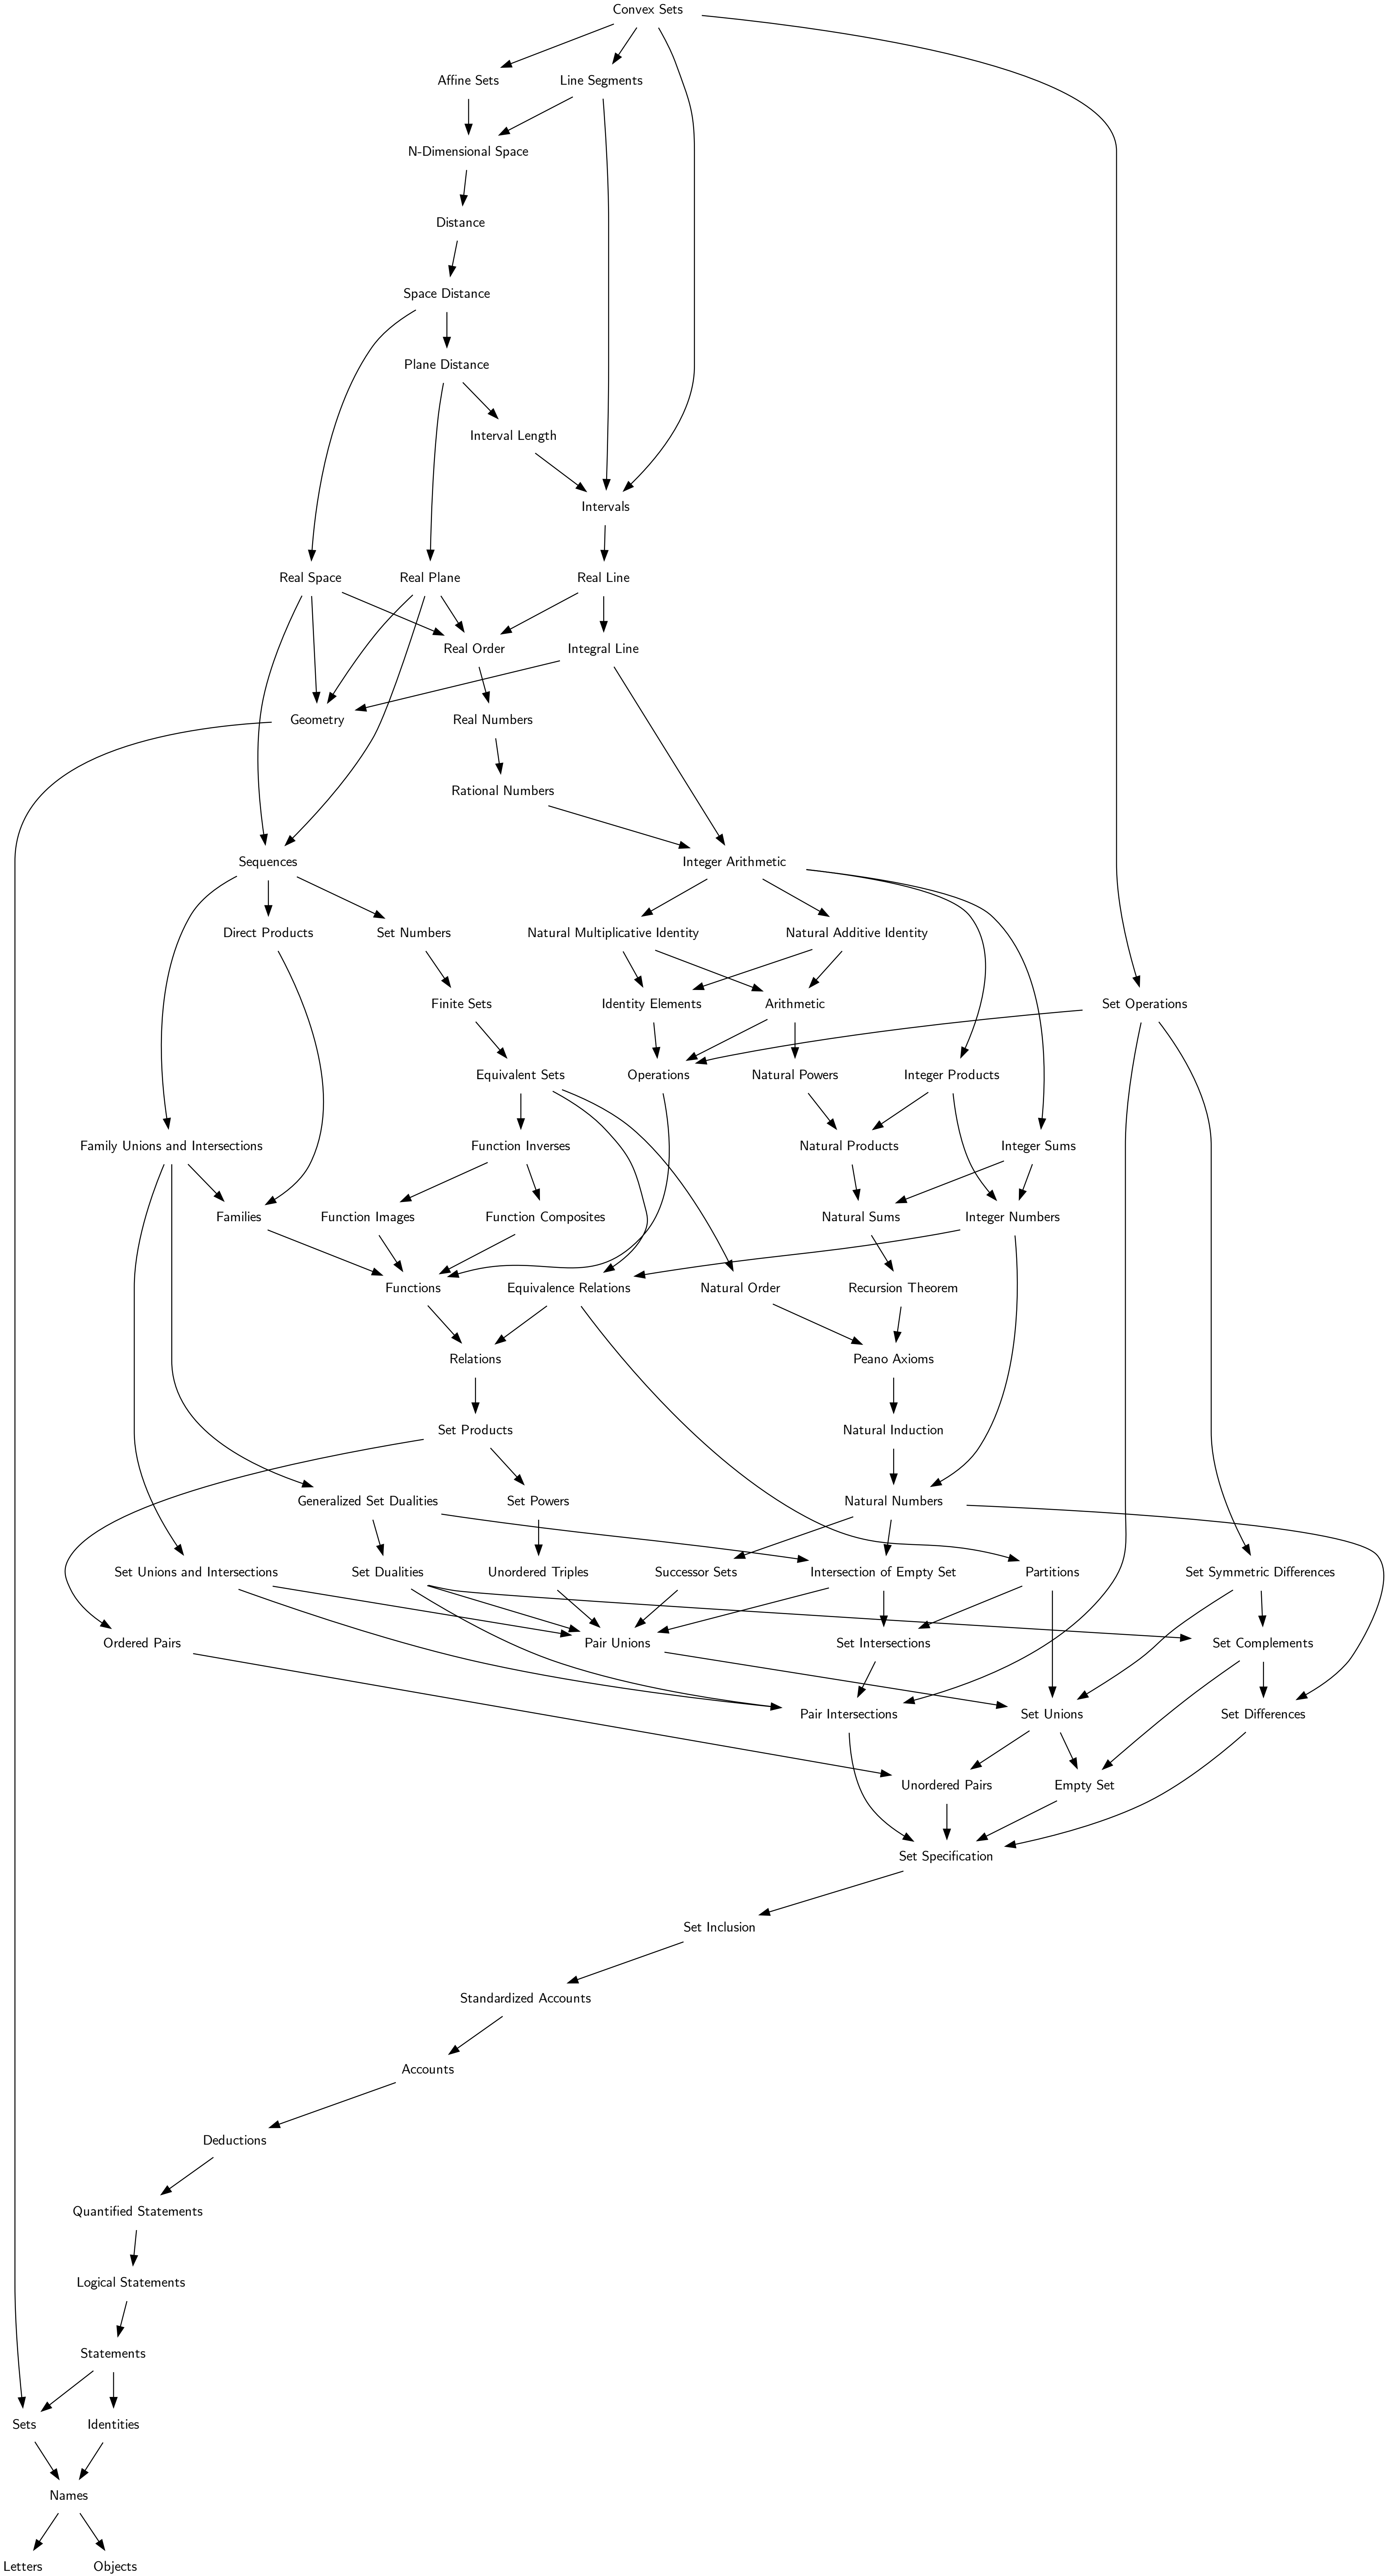 Convex Sets
Affine Sets
Line Segments
N-Dimensional Space
Distance
Space Distance
Plane Distance
Interval Length
Intervals
Real Space
Real Plane
Real Line
Real Order
Integral Line
Geometry
Real Numbers
Rational Numbers
Sequences
Integer Arithmetic
Direct Products
Set Numbers
Natural Multiplicative Identity
Natural Additive Identity
Finite Sets
Identity Elements
Arithmetic
Set Operations
Equivalent Sets
Operations
Natural Powers
Integer Products
Family Unions and Intersections
Function Inverses
Natural Products
Integer Sums
Families
Function Images
Function Composites
Natural Sums
Integer Numbers
Functions
Equivalence Relations
Natural Order
Recursion Theorem
Relations
Peano Axioms
Set Products
Natural Induction
Generalized Set Dualities
Set Powers
Natural Numbers
Set Unions and Intersections
Set Dualities
Unordered Triples
Successor Sets
Intersection of Empty Set
Partitions
Set Symmetric Differences
Ordered Pairs
Pair Unions
Set Intersections
Set Complements
Pair Intersections
Set Unions
Set Differences
Unordered Pairs
Empty Set
Set Specification
Set Inclusion
Standardized Accounts
Accounts
Deductions
Quantified Statements
Logical Statements
Statements
Sets
Identities
Names
Letters
Objects